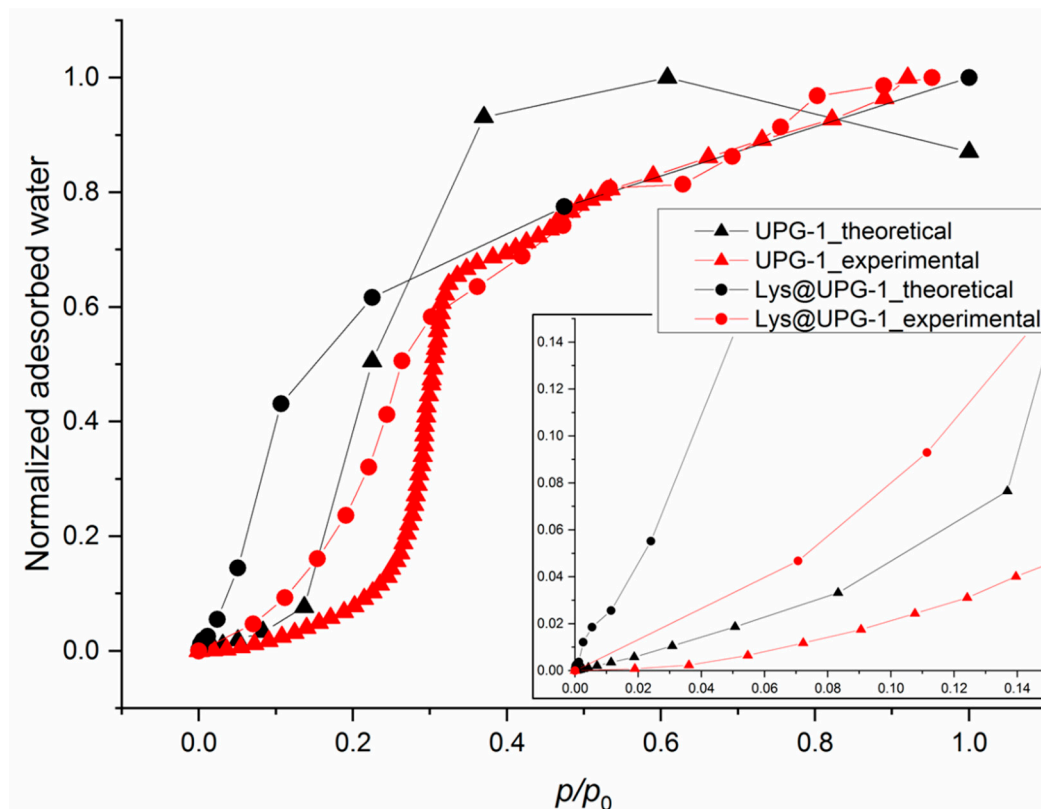 Normalized adesorbed water
1.0
0.8
0.6
0.4
0.2
0.0
UPG-1_theoretical
UPG-1_experimental
Lys@UPG-1_theoretical
Lys@UPG-1_experimental
0.14
0.12
0.10
0.08
0.06
0.04
0.02
0.00
0.00 0.02 0.04 0.06 0.08 0.10 0.12 0.14
0.0 0.2 0.4 0.6 0.8 1.0
p/p0